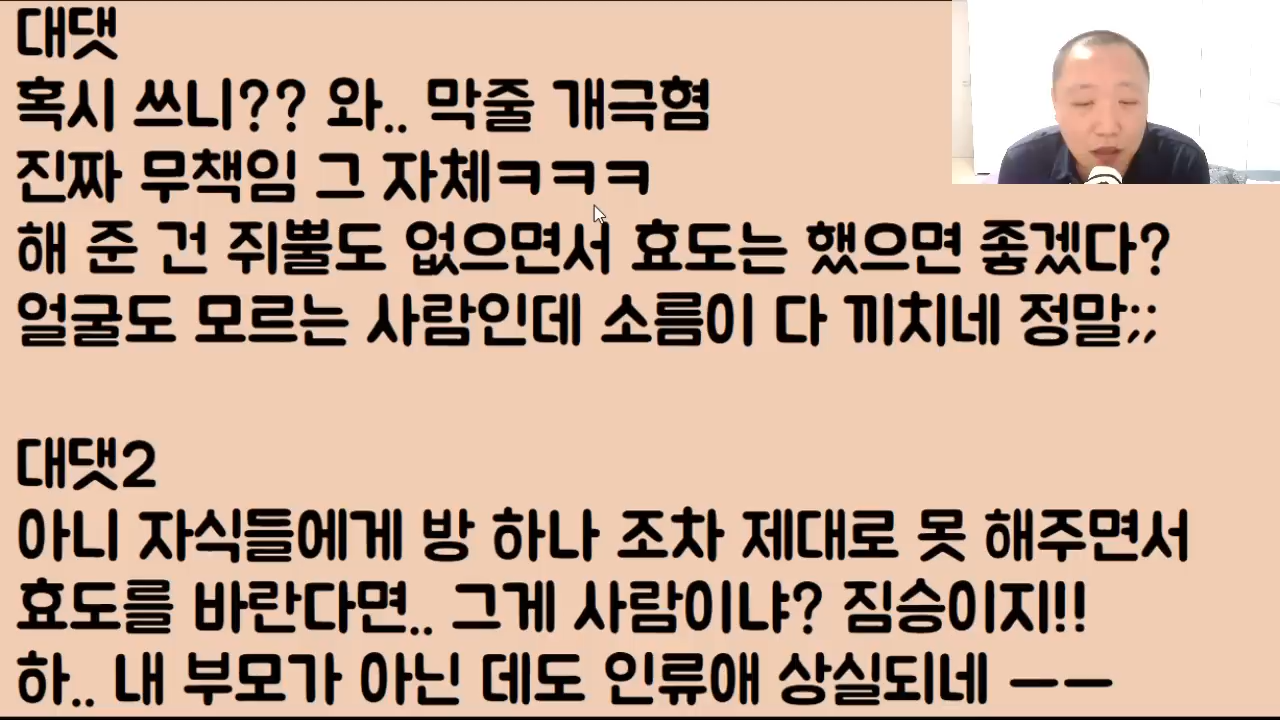 대댓
혹시 쓰니?? 와.. 막줄 개극혐
진짜 무책임 그 자체ㅋㅋㅋ
해 준 건 쥐뿔도 없으면서 효도는 했으면 좋겠다?
얼굴도 모르는 사람인데 소름이 다 끼치네 정말;;
대댓2
아니 자식들에게 방 하나 조차 제대로 못 해주면서
효도를 바란다면.. 그게 사람이냐? 짐승이지!!
하.. 내 부모가 아닌 데도 인류애 상실되네 ㅡㅡ